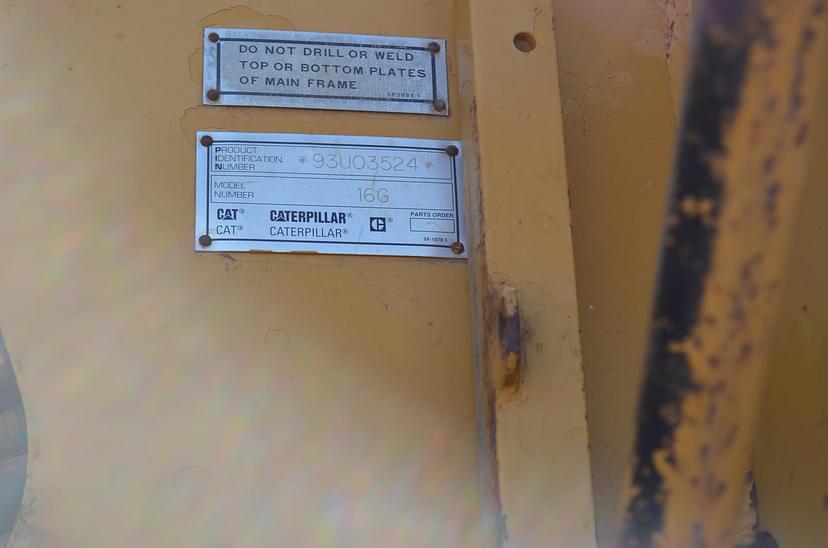 DO NOT DRILL OR WELD
TOP OR BOTTOM PLATES
OF MAIN FRAME
PRODUCT
IDENTIFICATION
NUMBER
*93U03524*
MODEL
NUMBER
16G
CAT® CATERPILLAR® C® PARTS ORDER
CAT® CATERPILLAR®